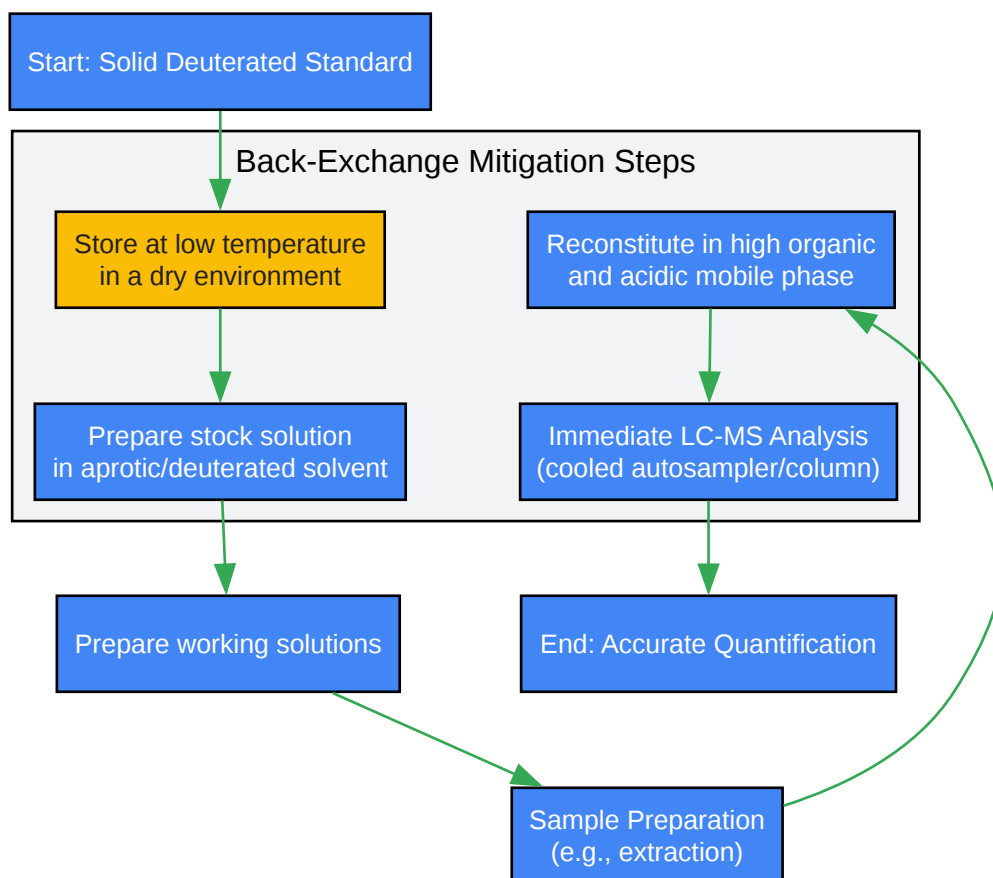 Start: Solid Deuterated Standard
Back-Exchange Mitigation Steps
Store at low temperature
in a dry environment
Prepare stock solution
in aprotic/deuterated solvent
Prepare working solutions
Sample Preparation
(e.g., extraction)
Reconstitute in high organic
and acidic mobile phase
Immediate LC-MS Analysis
(cooled autosampler/column)
End: Accurate Quantification